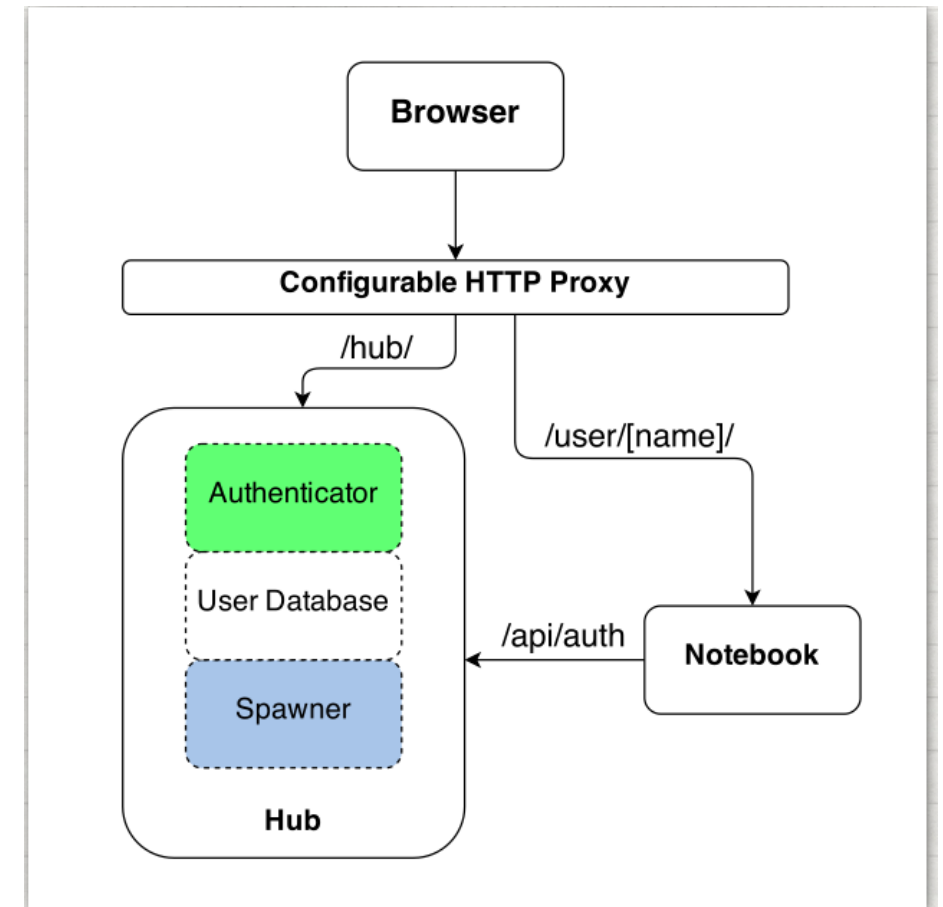 Browser
Configurable HTTP Proxy
/hub/
/user/[name]/
Authenticator
User Database
Spawner
Hub
/api/auth
Notebook